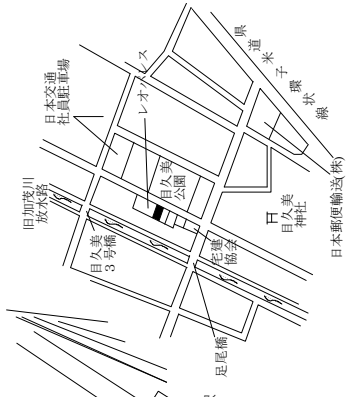 日本交通
社員駐車場
レオパレス
県道米子環状線
旧加茂川
放水路
目久美
公園
目久美
3号橋
宅建
協会
目久美
神社
足尾橋
日本郵便輸送(株)